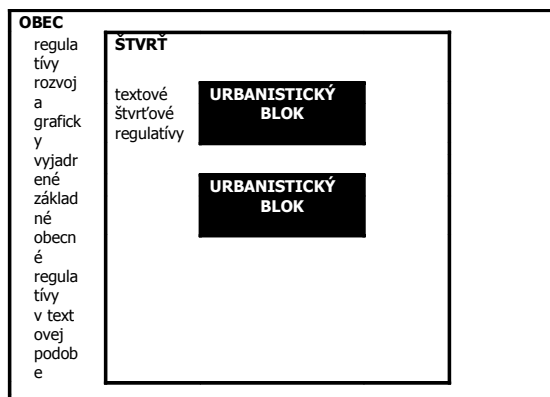 OBEC
regula
tívy
rozvoj
a
grafick
y
vyjadr
ené
základ
né
obecn
é
regula
tívy
v text
ovej
podob
e
ŠTVRŤ
textové
štvrťové
regulatívy
URBANISTICKÝ
BLOK
URBANISTICKÝ
BLOK